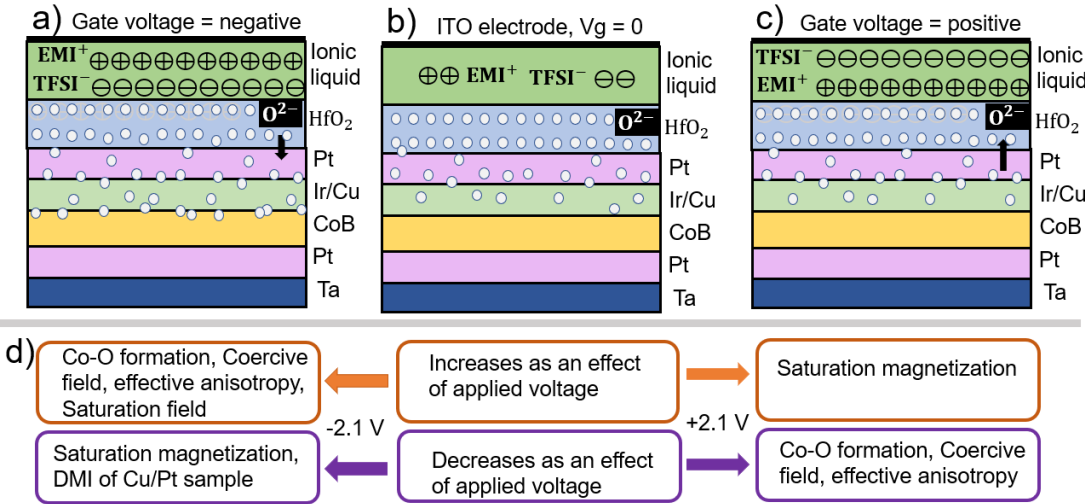 a) Gate voltage = negative
EMI⁺
TFSI⁻
Ionic
liquid
O²⁻
HfO₂
Pt
Ir/Cu
CoB
Pt
Ta
b) ITO electrode, Vg = 0
EMI⁺ TFSI⁻
Ionic
liquid
O²⁻
HfO₂
Pt
Ir/Cu
CoB
Pt
Ta
c) Gate voltage = positive
TFSI⁻
EMI⁺
Ionic
liquid
O²⁻
HfO₂
Pt
Ir/Cu
CoB
Pt
Ta
d)
Co-O formation, Coercive
field, effective anisotropy,
Saturation field
Increases as an effect
of applied voltage
Saturation magnetization
-2.1 V
+2.1 V
Saturation magnetization,
DMI of Cu/Pt sample
Decreases as an effect
of applied voltage
Co-O formation, Coercive
field, effective anisotropy